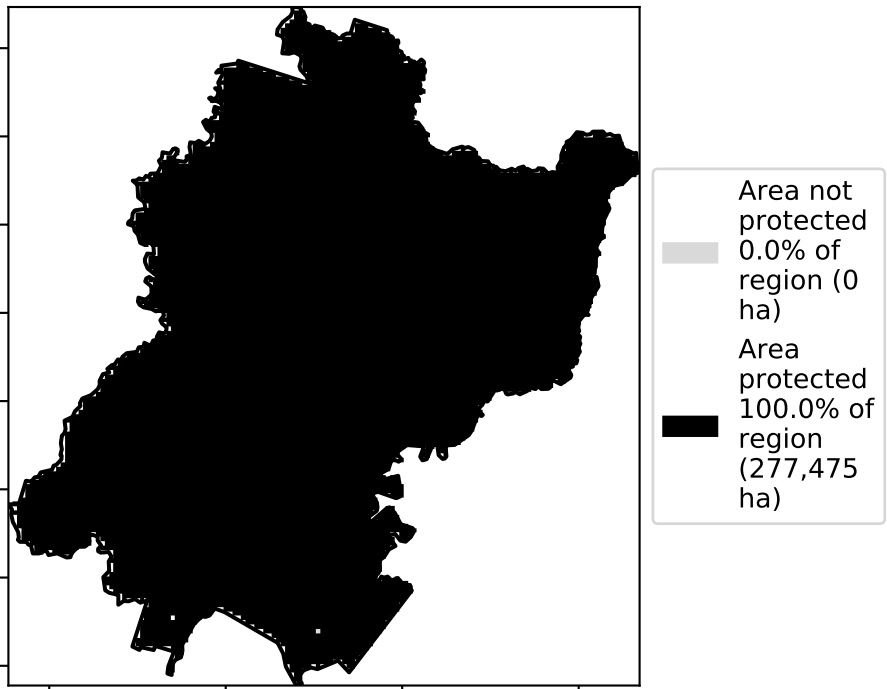 Area not
protected
0.0% of
region (0
ha)
Area
protected
100.0% of
region
(277,475
ha)